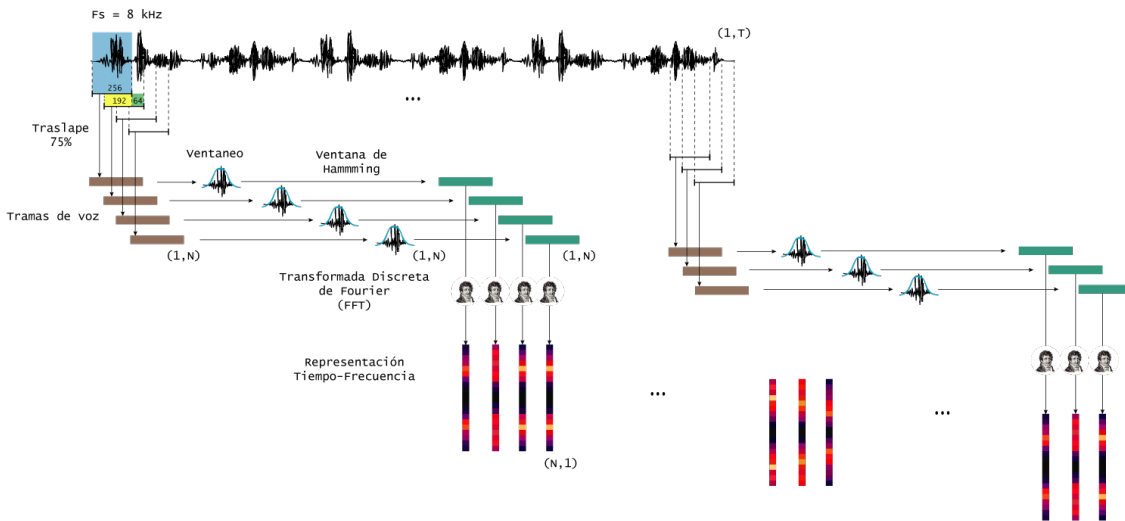 Fs = 8 kHz
(1,T)
256
192 64
...
Traslape
75%
Ventaneo
Ventana de
Hammming
Tramas de voz
(1,N)
(1,N)
(1,N)
Transformada Discreta
de Fourier
(FFT)
Representación
Tiempo-Frecuencia
...
...
(N,1)